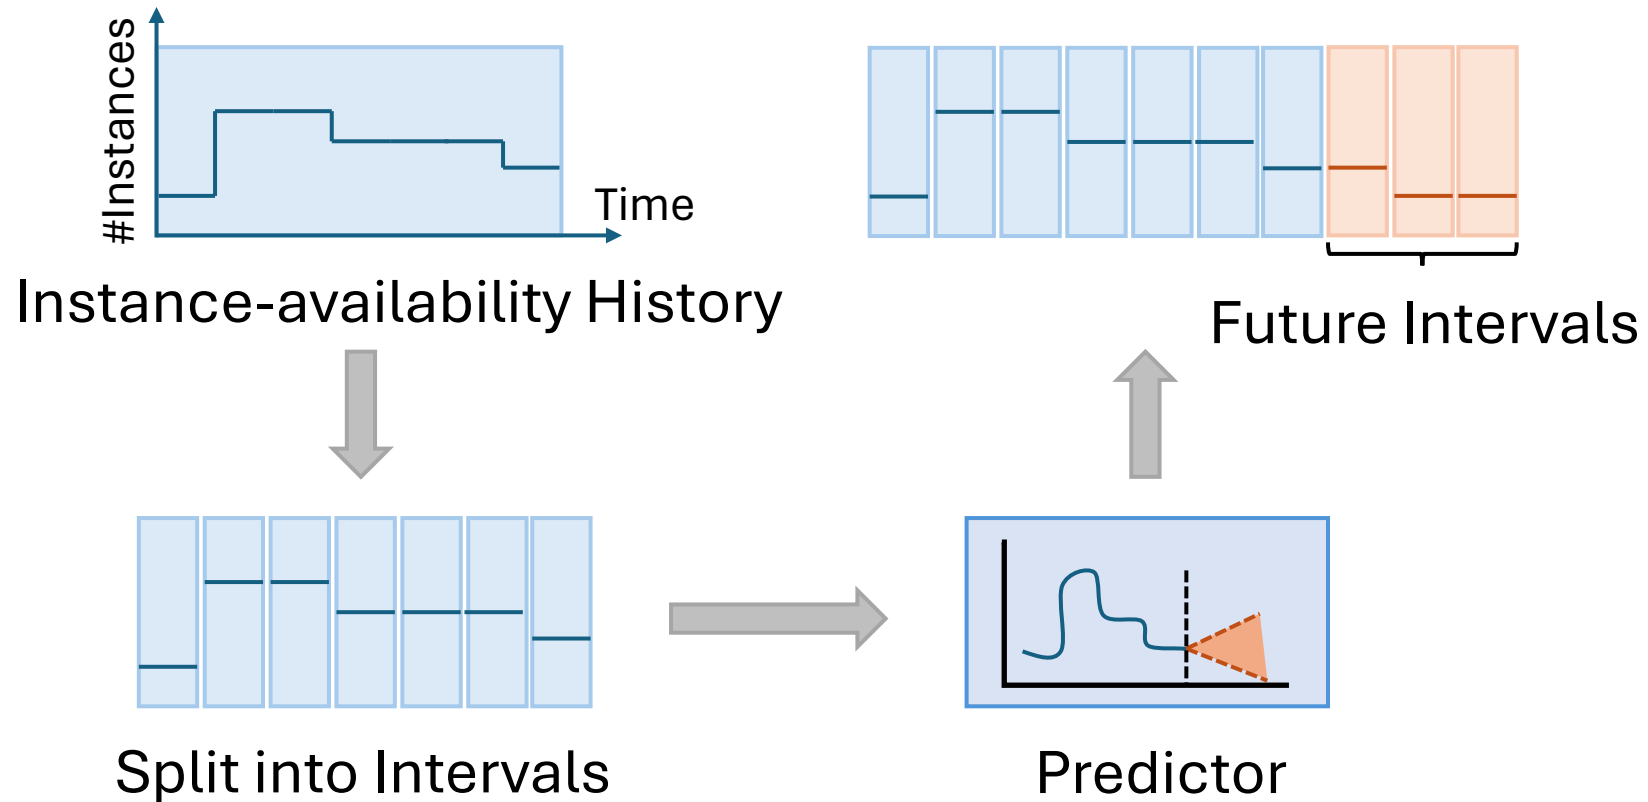 #Instances
Time
Instance-availability History
Future Intervals
Split into Intervals
Predictor